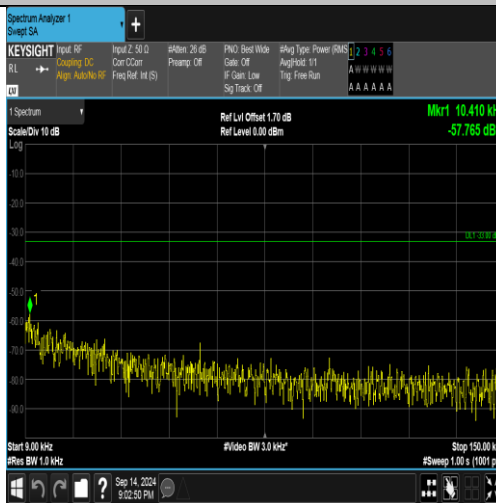 Spectrum Analyzer 1
Swept SA
+
KEYSIGHT Input: RF Input Z: 50 Ω #Atten: 26 dB PNO: Best Wide #Avg Type: Power (RMS 1 2 3 4 5 6
RL Coupling: DC Corr CCorr Preamp: Off Gate: Off Avg|Hold: 1/1 A W W W W W
Align: Auto/No RF Freq Ref: Int (S) IF Gain: Low Trig: Free Run
Sig Track: Off A A A A A A
1 Spectrum Ref Lvl Offset 1.70 dB Mkr1 10.410 kH
Scale/Div 10 dB Ref Level 0.00 dBm -57.765 dB
Log
-10.0
-20.0
-30.0
DL1 -33.00 d
-40.0
-50.0
1
-60.0
-70.0
-80.0
-90.0
Start 9.00 kHz #Video BW 3.0 kHz* Stop 150.00 k
#Res BW 1.0 kHz #Sweep 1.00 s (1001 p
? Sep 14, 2024
9:02:50 PM